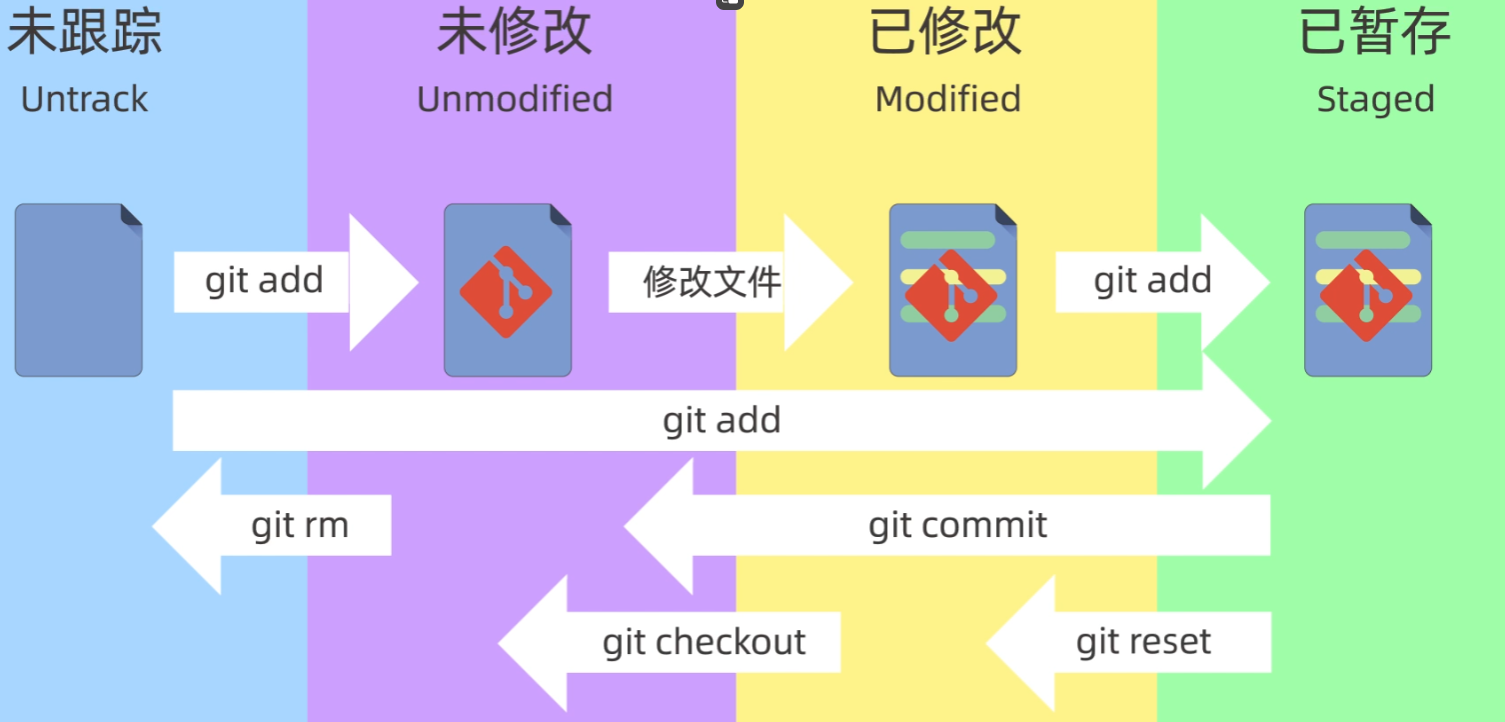 未跟踪
Untrack
未修改
Unmodified
已修改
Modified
已暂存
Staged
git add
修改文件
git add
git add
git rm
git commit
git checkout
git reset